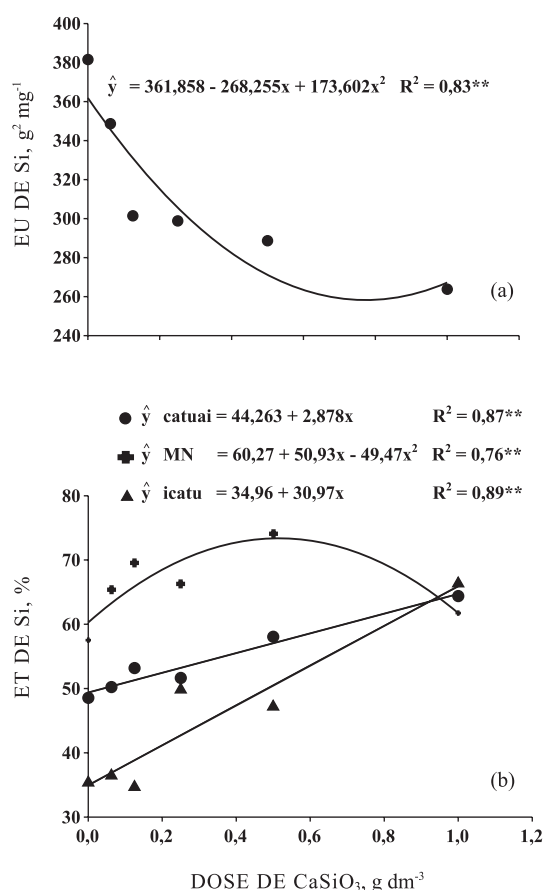 400
380
360
340
320
300
280
260
240
EU DE Si, g² mg⁻¹
ŷ = 361,858 - 268,255x + 173,602x² R² = 0,83**
(a)
ŷ catuai = 44,263 + 2,878x R² = 0,87**
ŷ MN = 60,27 + 50,93x - 49,47x² R² = 0,76**
ŷ icatu = 34,96 + 30,97x R² = 0,89**
80
70
60
50
40
30
ET DE Si, %
(b)
0,0 0,2 0,4 0,6 0,8 1,0 1,2
DOSE DE CaSiO₃, g dm⁻³